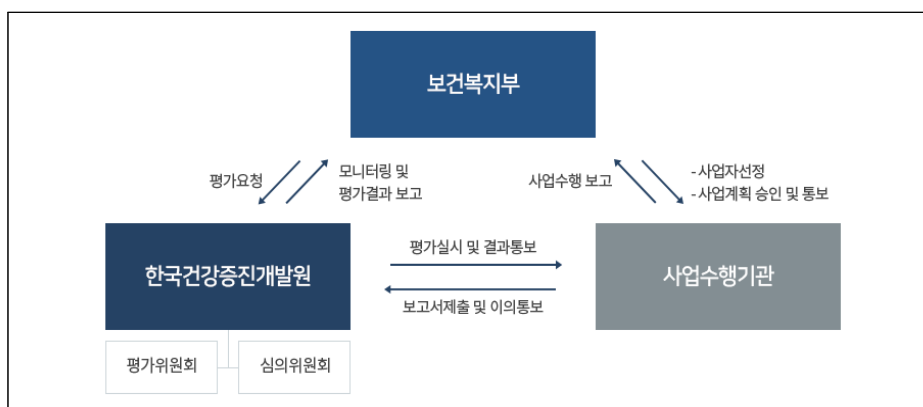 보건복지부
평가요청
모니터링 및
평가결과 보고
사업수행 보고
- 사업자선정
- 사업계획 승인 및 통보
한국건강증진개발원
평가실시 및 결과통보
보고서제출 및 이의통보
사업수행기관
평가위원회
심의위원회